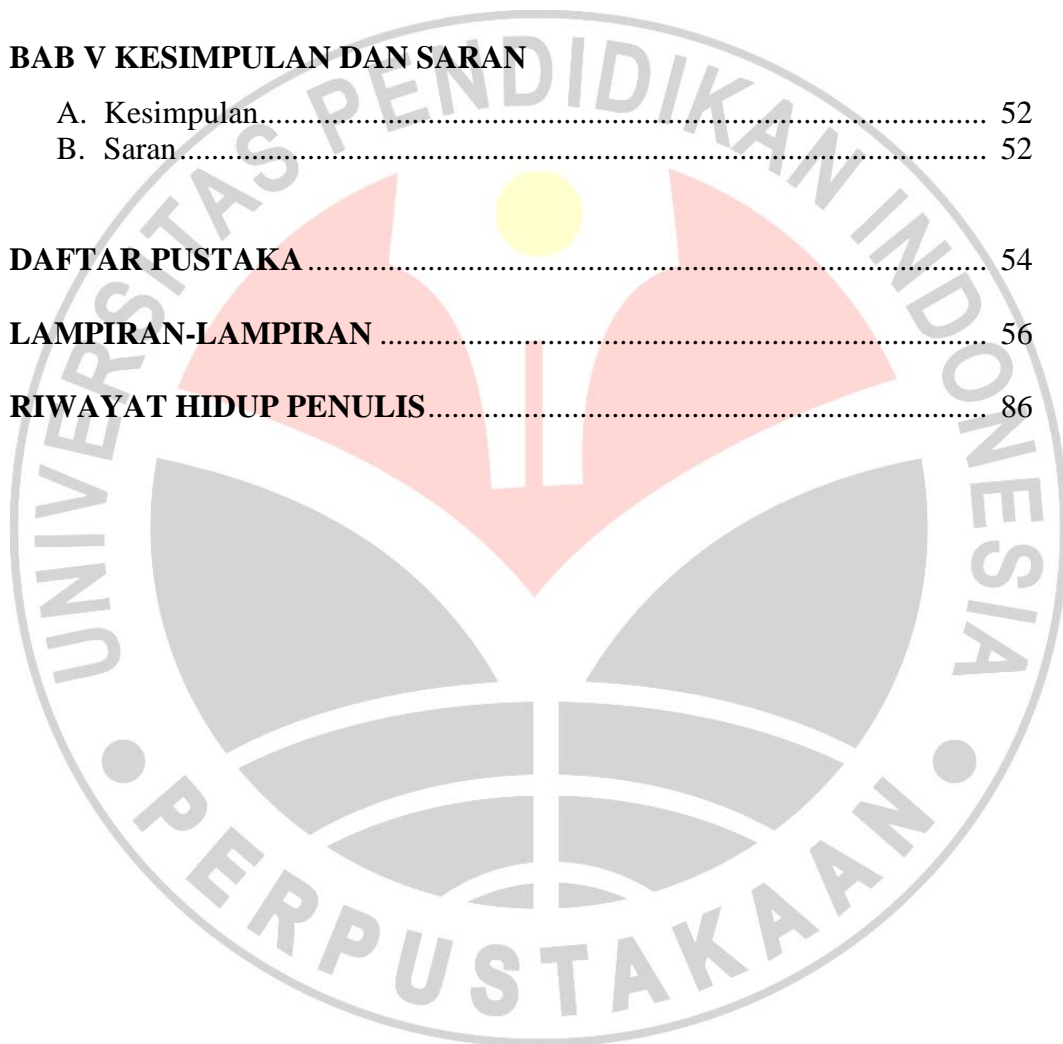 BAB V KESIMPULAN DAN SARAN
A. Kesimpulan........................................................................................... 52
B. Saran..................................................................................................... 52
DAFTAR PUSTAKA..................................................................................... 54
LAMPIRAN-LAMPIRAN ............................................................................ 56
RIWAYAT HIDUP PENULIS...................................................................... 86
UNIVERSITAS PENDIDIKAN INDONESIA
PERPUSTAKAAN